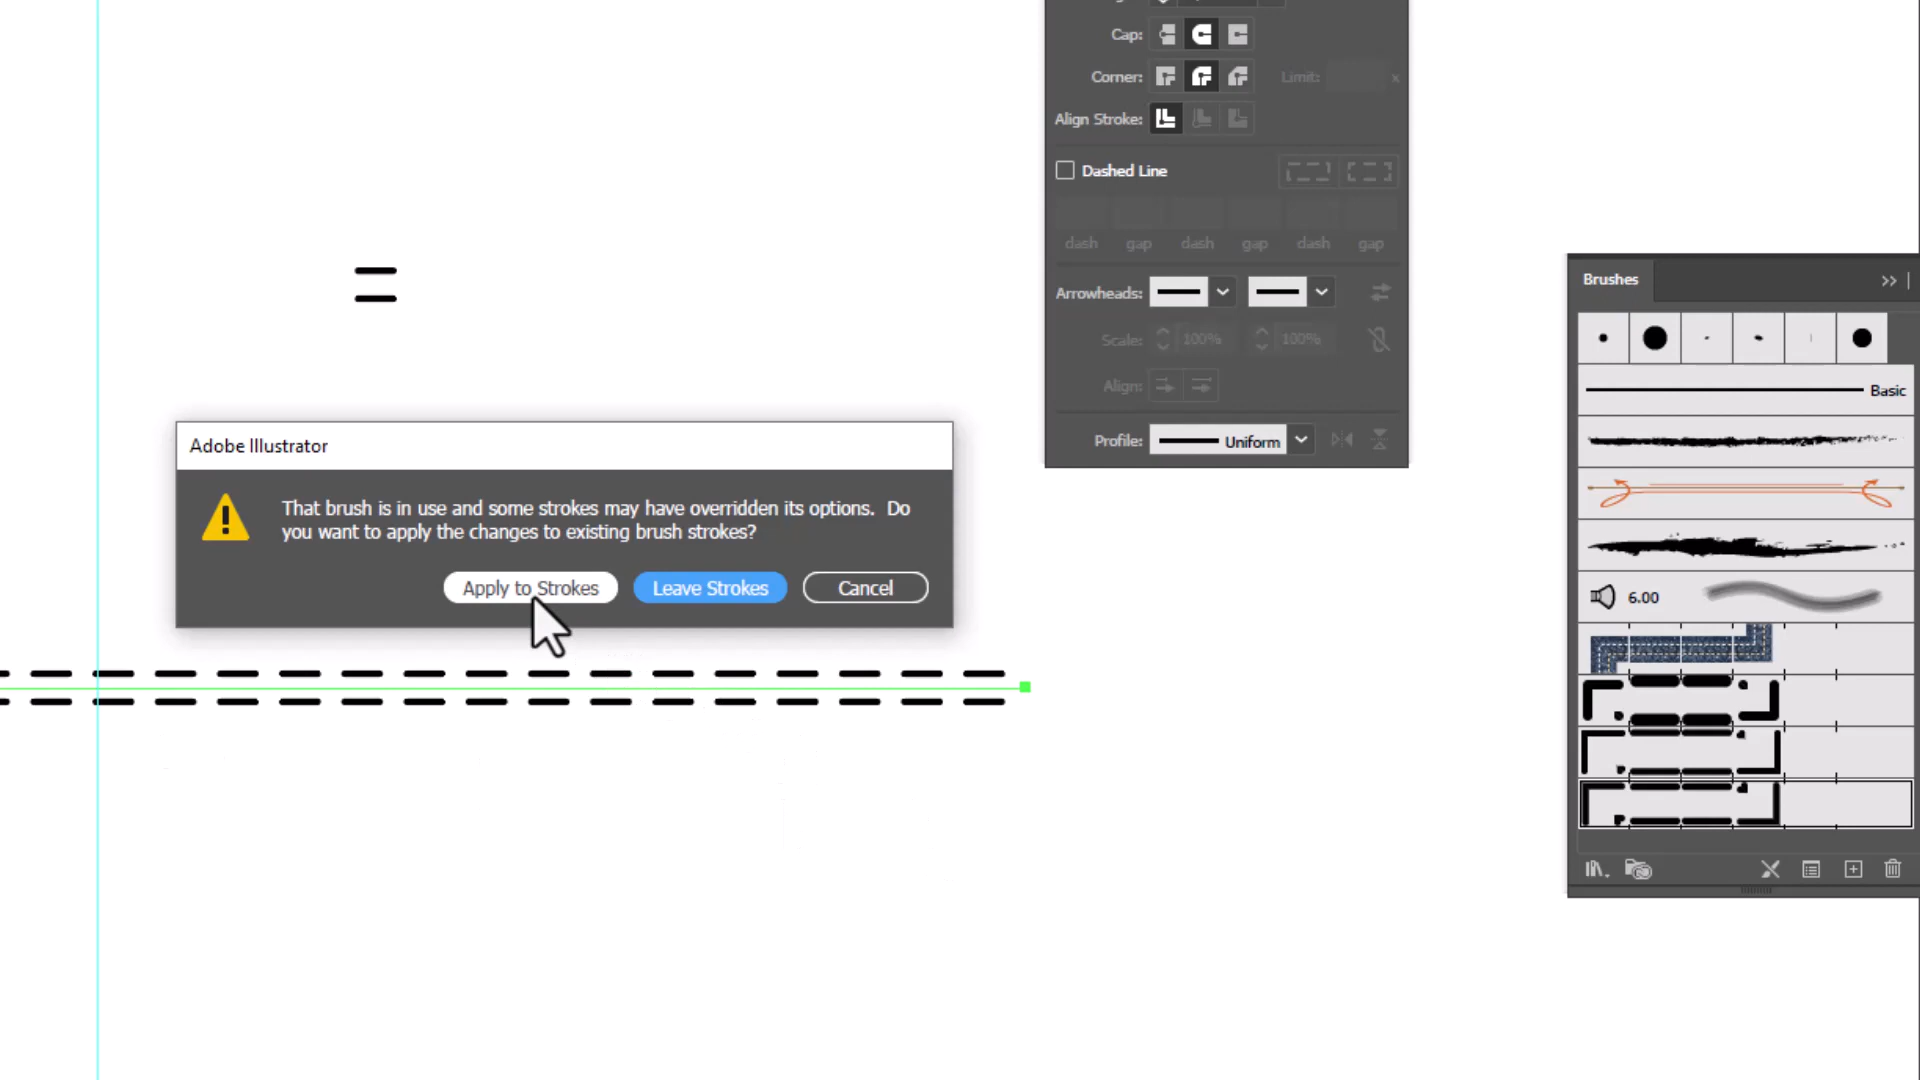 Cap:
Corner:
Limit:
x
Align Stroke:
Dashed Line
dash gap dash gap dash gap
Arrowheads:
Scale: 100% 100%
Align:
Profile: Uniform
Adobe Illustrator
That brush is in use and some strokes may have overridden its options. Do
you want to apply the changes to existing brush strokes?
Apply to Strokes
Leave Strokes
Cancel
Brushes
Basic
6.00